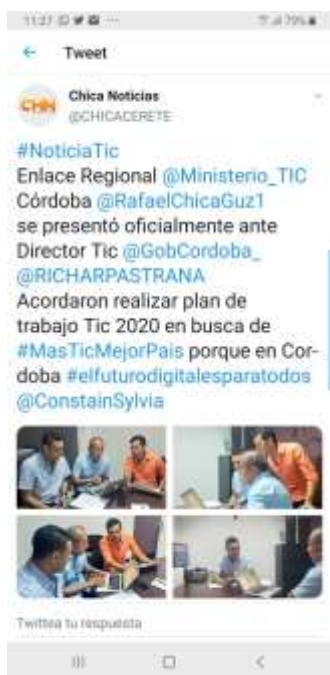 11:27
79%
Tweet
CHN
Chica Noticias
@CHICACERETE
#NoticiaTic
Enlace Regional @Ministerio_TIC
Córdoba @RafaelChicaGuz1
se presentó oficialmente ante
Director Tic @GobCordoba_
@RICHARPASTRANA
Acordaron realizar plan de
trabajo Tic 2020 en busca de
#MasTicMejorPais porque en Cor-
doba #elfuturodigitalesparatodos
@ConstainSylvia
Twittea tu respuesta